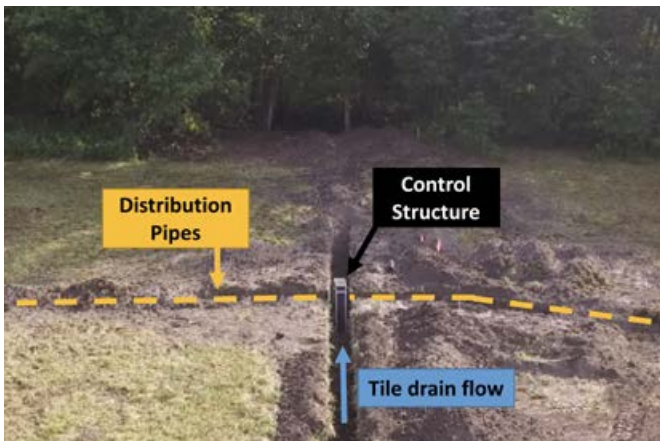 Distribution
Pipes
Control
Structure
Tile drain flow